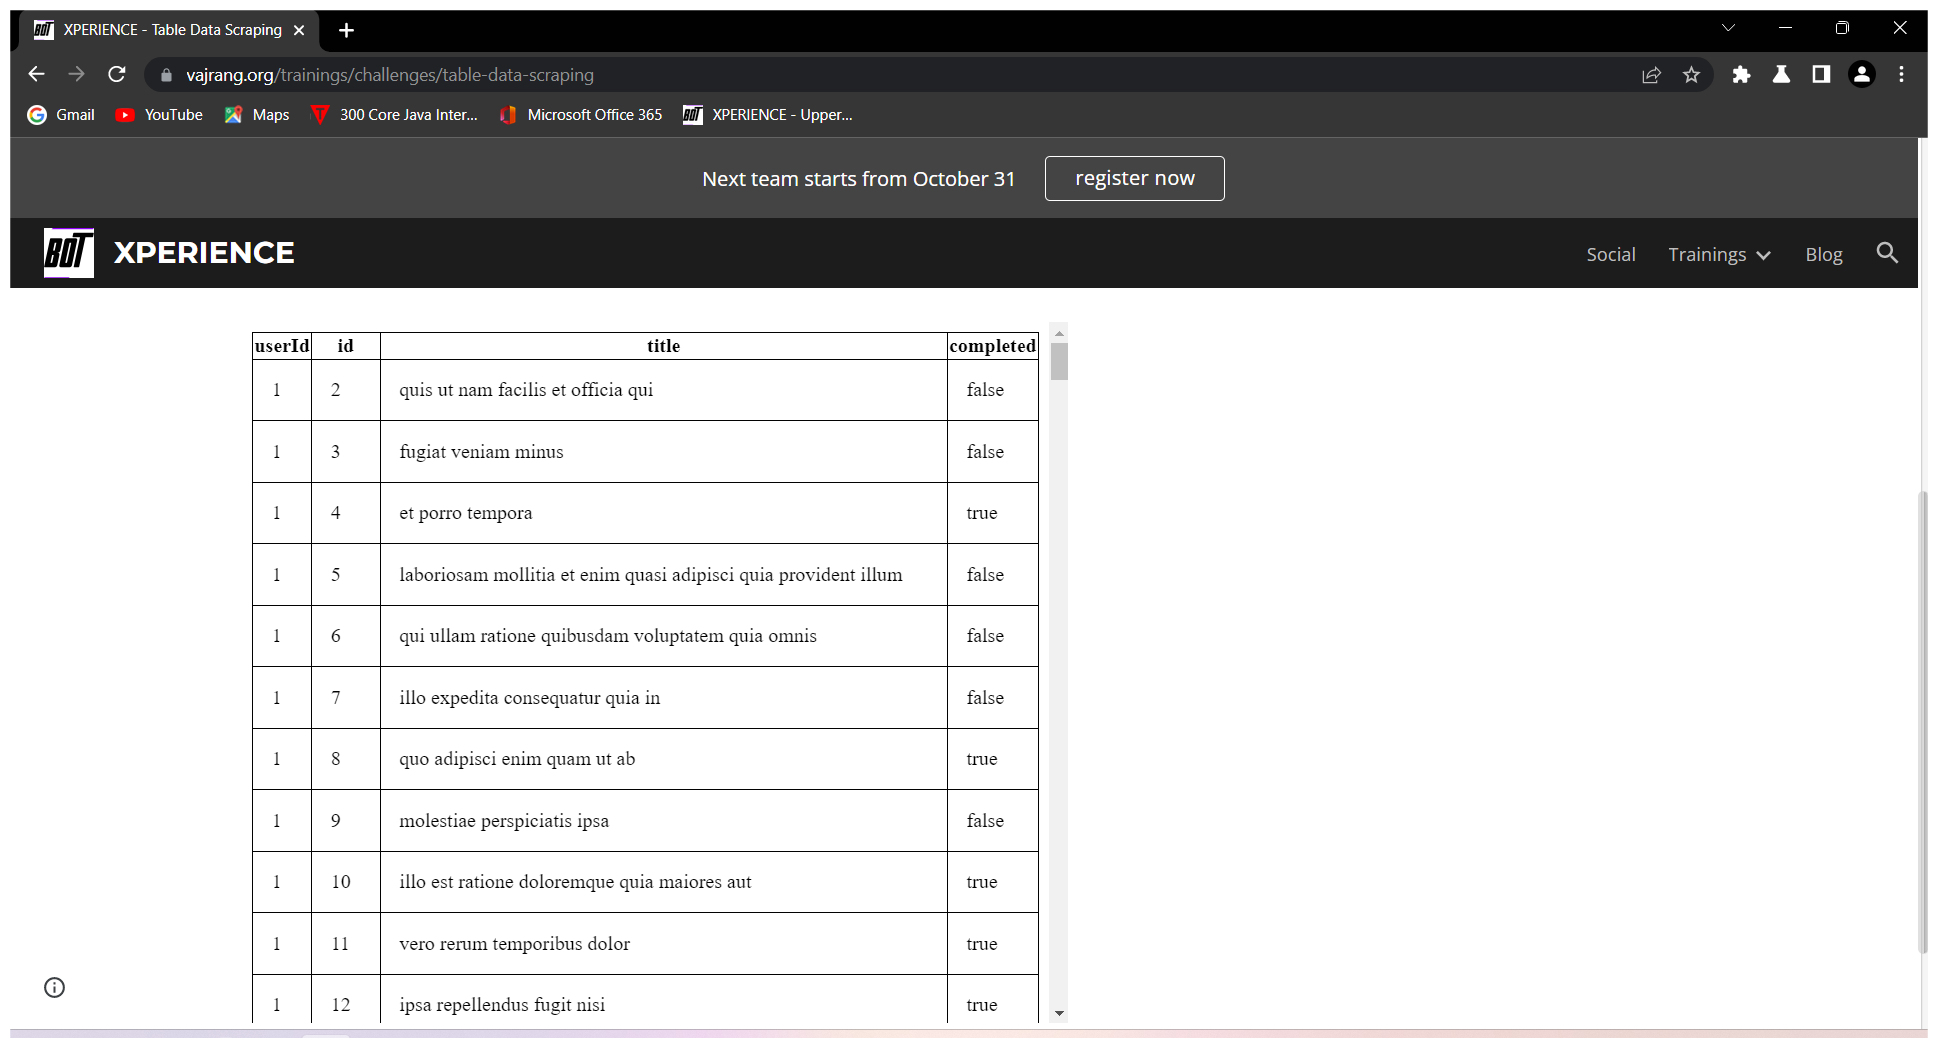 BOT XPERIENCE - Table Data Scraping
vajrang.org/trainings/challenges/table-data-scraping
Gmail YouTube Maps 300 Core Java Inter... Microsoft Office 365 BOT XPERIENCE - Upper...
Next team starts from October 31 register now
BOT XPERIENCE Social Trainings Blog
userId id title completed
1 2 quis ut nam facilis et officia qui false
1 3 fugiat veniam minus false
1 4 et porro tempora true
1 5 laboriosam mollitia et enim quasi adipisci quia provident illum false
1 6 qui ullam ratione quibusdam voluptatem quia omnis false
1 7 illo expedita consequatur quia in false
1 8 quo adipisci enim quam ut ab true
1 9 molestiae perspiciatis ipsa false
1 10 illo est ratione doloremque quia maiores aut true
1 11 vero rerum temporibus dolor true
1 12 ipsa repellendus fugit nisi true